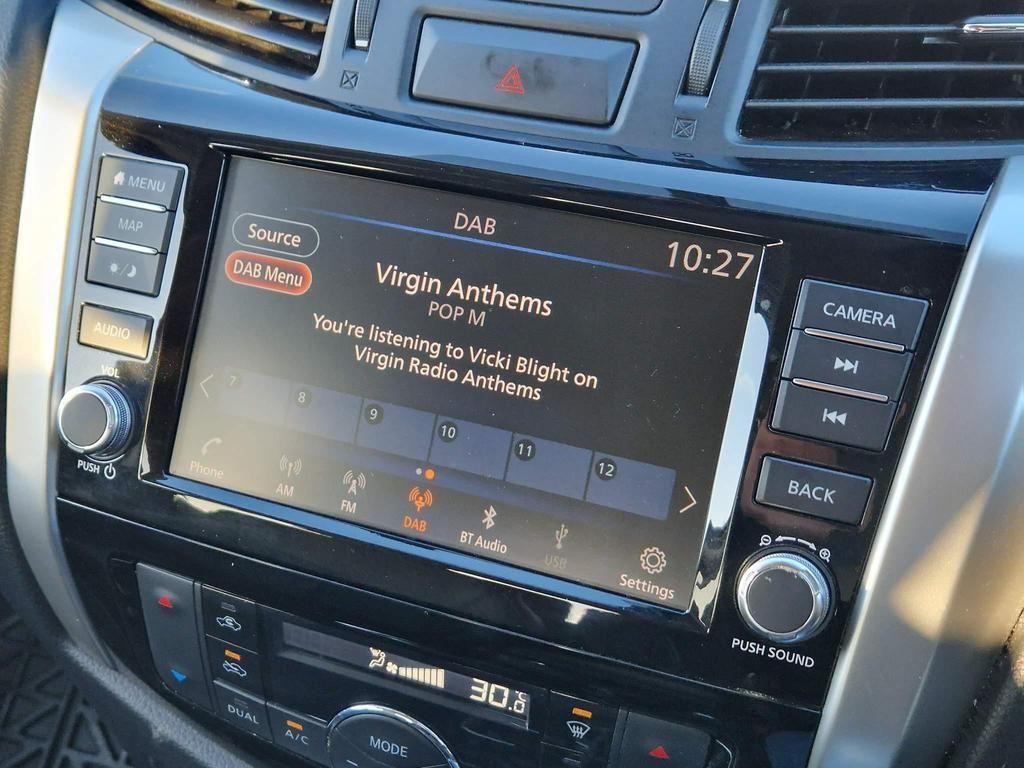 MENU
MAP
AUDIO
VOL
PUSH
DAB
10:27
Source
DAB Menu
Virgin Anthems
POP M
You're listening to Vicki Blight on
Virgin Radio Anthems
7
8
9
10
11
12
Phone
AM
FM
DAB
BT Audio
USB
Settings
CAMERA
BACK
PUSH SOUND
30.0°C
DUAL
A/C
MODE